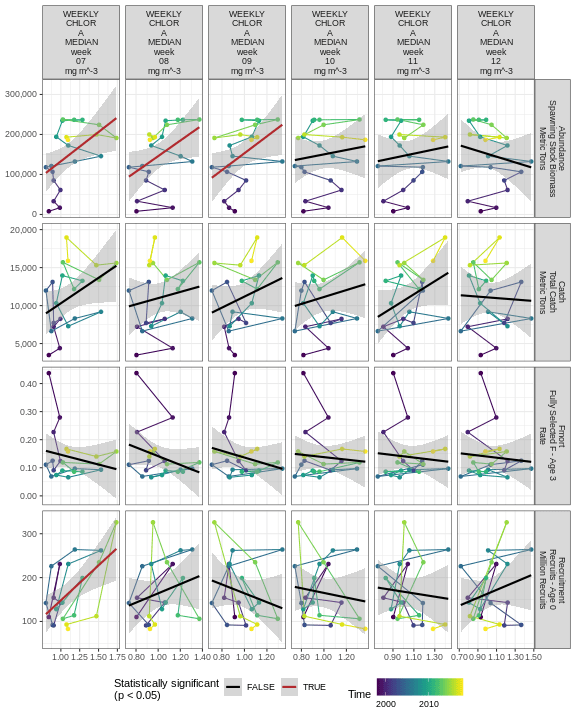 WEEKLY CHLOR A MEDIAN week 07 mg m^-3
WEEKLY CHLOR A MEDIAN week 08 mg m^-3
WEEKLY CHLOR A MEDIAN week 09 mg m^-3
WEEKLY CHLOR A MEDIAN week 10 mg m^-3
WEEKLY CHLOR A MEDIAN week 11 mg m^-3
WEEKLY CHLOR A MEDIAN week 12 mg m^-3
300,000
200,000
100,000
0
Abundance
Spawning Stock Biomass
Metric Tons
20,000
15,000
10,000
5,000
Catch
Total Catch
Metric Tons
0.40
0.30
0.20
0.10
0.00
Fmort
Fully Selected F - Age 3
Rate
300
200
100
Recruitment
Recruits - Age 0
Million Recruits
1.00 1.25 1.50 1.75
0.80 1.00 1.20 1.40
0.80 1.00 1.20
0.80 1.00 1.20
0.90 1.10 1.30
0.70 0.90 1.10 1.30 1.50
Statistically significant
(p < 0.05)
FALSE
TRUE
Time
2000 2010